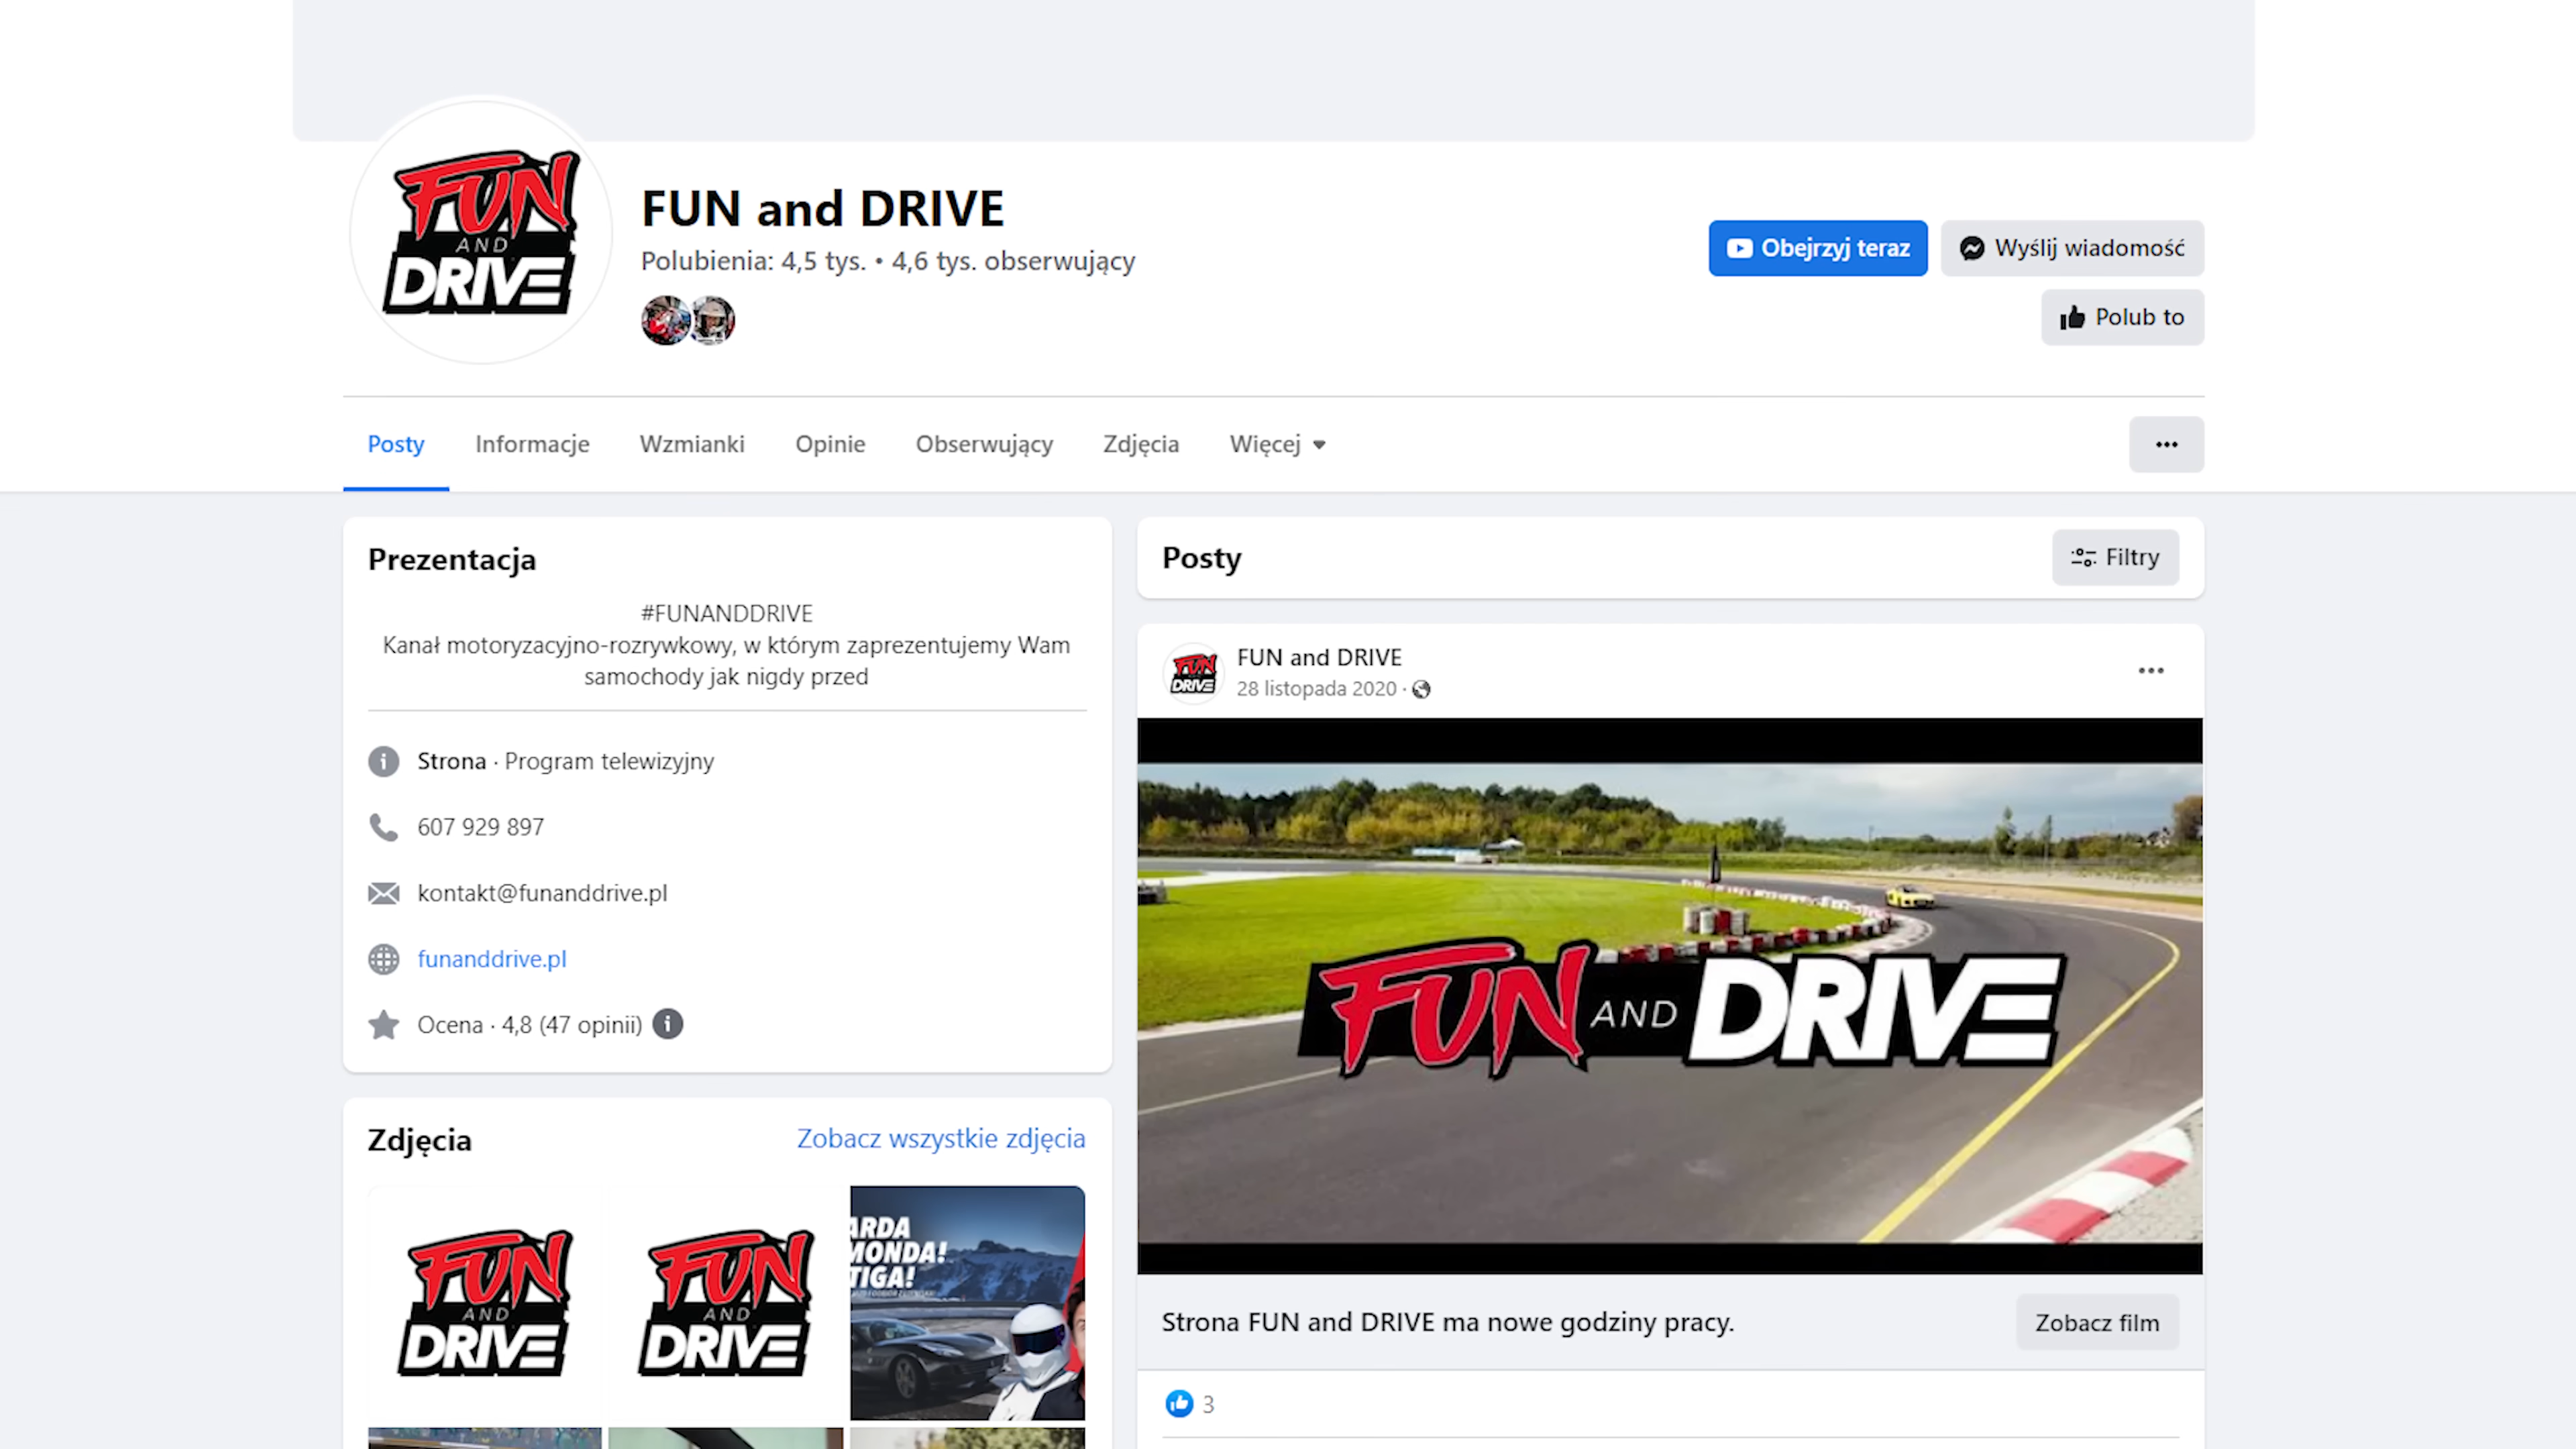 FUN
AND
DRIVE
FUN and DRIVE
Polubienia: 4,5 tys. • 4,6 tys. obserwujący
Obejrzyj teraz
Wyślij wiadomość
Polub to
Posty
Informacje
Wzmianki
Opinie
Obserwujący
Zdjęcia
Więcej
Prezentacja
#FUNANDDRIVE
Kanał motoryzacyjno-rozrywkowy, w którym zaprezentujemy Wam
samochody jak nigdy przed
Strona · Program telewizyjny
607 929 897
kontakt@funanddrive.pl
funanddrive.pl
Ocena · 4,8 (47 opinii)
Zdjęcia
Zobacz wszystkie zdjęcia
FUN
AND
DRIVE
FUN
AND
DRIVE
ARDA
MONDA!
TIGA!
Posty
Filtry
FUN
DRIVE
FUN and DRIVE
28 listopada 2020 ·
FUN AND DRIVE
Strona FUN and DRIVE ma nowe godziny pracy.
Zobacz film
3